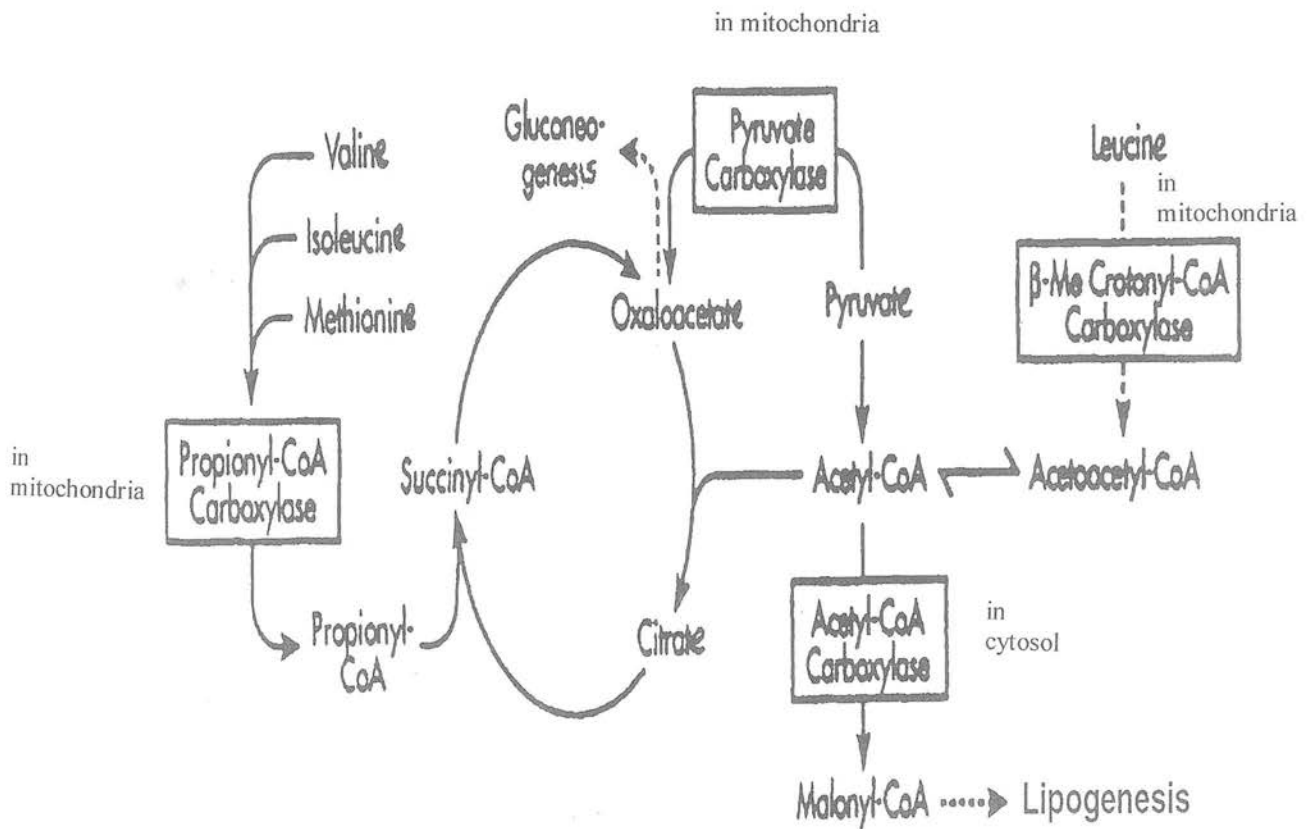 in mitochondria
Pyruvate
Carboxylase
Gluconeo-
genesis
Valine
Isoleucine
Methionine
Leucine
in
mitochondria
β-Me Crotonyl-CoA
Carboxylase
Oxaloacetate
Pyruvate
in
mitochondria
Propionyl-CoA
Carboxylase
Succinyl-CoA
Acetyl-CoA
Acetoacetyl-CoA
Propionyl-
CoA
Citrate
Acetyl-CoA
Carboxylase
in
cytosol
Malonyl-CoA
Lipogenesis